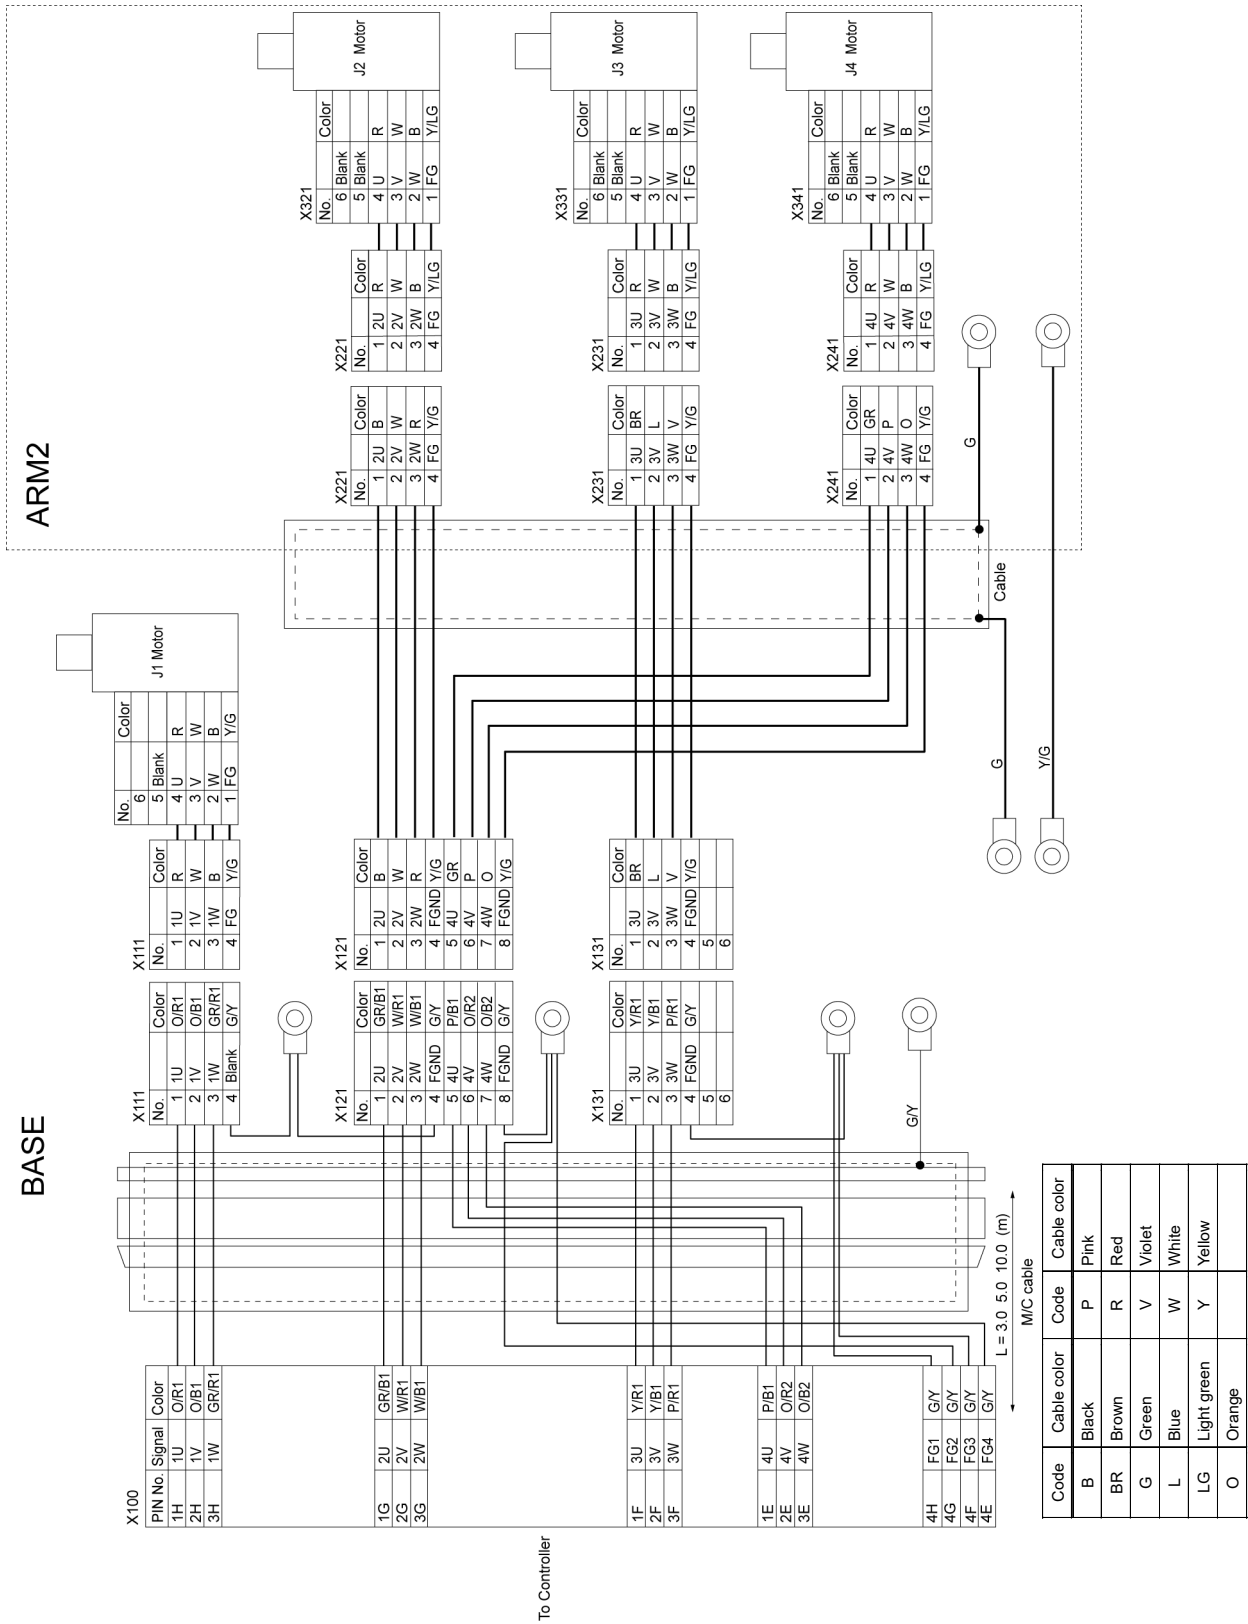 BASE
ARM2
To Controller
X100
PIN No. Signal Color
1H 1U O/R1
2H 1V O/B1
3H 1W GR/R1
1G 2U GR/B1
2G 2V W/R1
3G 2W W/B1
1F 3U Y/R1
2F 3V Y/B1
3F 3W P/R1
1E 4U P/B1
2E 4V O/R2
3E 4W O/B2
4H FG1 G/Y
4G FG2 G/Y
4F FG3 G/Y
4E FG4 G/Y
L = 3.0 5.0 10.0 (m)
M/C cable
G/Y
X111
No. Color
1 1U O/R1
2 1V O/B1
3 1W GR/R1
4 Blank G/Y
X111
No. Color
1 1U R
2 1V W
3 1W B
4 FG Y/G
No. Color
6
5 Blank
4 U R
3 V W
2 W B
1 FG Y/G
J1 Motor
X121
No. Color
1 2U GR/B1
2 2V W/R1
3 2W W/B1
4 FGND G/Y
5 4U P/B1
6 4V O/R2
7 4W O/B2
8 FGND G/Y
X121
No. Color
1 2U B
2 2V W
3 2W R
4 FGND Y/G
5 4U GR
6 4V P
7 4W O
8 FGND Y/G
X131
No. Color
1 3U Y/R1
2 3V Y/B1
3 3W P/R1
4 FGND G/Y
5
6
X131
No. Color
1 3U BR
2 3V L
3 3W V
4 FGND Y/G
5
6
Cable
G
G
Y/G
X221
No. Color
1 2U B
2 2V W
3 2W R
4 FG Y/G
X221
No. Color
1 2U R
2 2V W
3 2W B
4 FG Y/LG
X321
No. Color
6 Blank
5 Blank
4 U R
3 V W
2 W B
1 FG Y/LG
J2 Motor
X231
No. Color
1 3U BR
2 3V L
3 3W V
4 FG Y/G
X231
No. Color
1 3U R
2 3V W
3 3W B
4 FG Y/LG
X331
No. Color
6 Blank
5 Blank
4 U R
3 V W
2 W B
1 FG Y/LG
J3 Motor
X241
No. Color
1 4U GR
2 4V P
3 4W O
4 FG Y/G
X241
No. Color
1 4U R
2 4V W
3 4W B
4 FG Y/LG
X341
No. Color
6 Blank
5 Blank
4 U R
3 V W
2 W B
1 FG Y/LG
J4 Motor
Code Cable color Code Cable color
B Black P Pink
BR Brown R Red
G Green V Violet
L Blue W White
LG Light green Y Yellow
O Orange